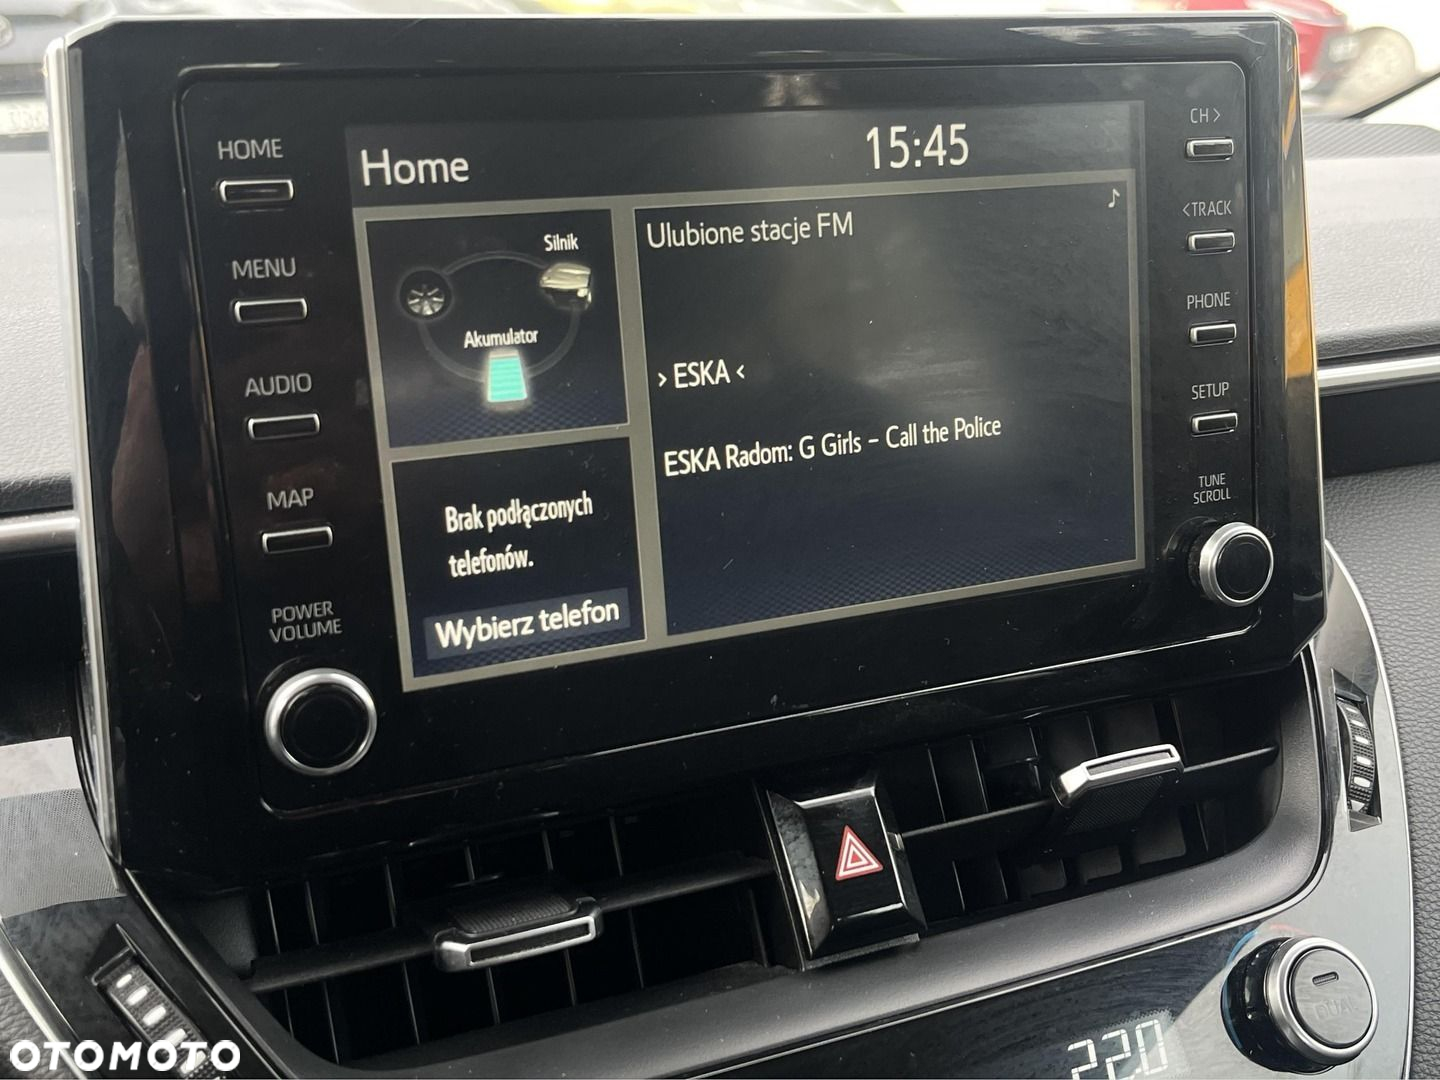 HOME
MENU
AUDIO
MAP
POWER
VOLUME
Home
15:45
Silnik
Akumulator
Brak podłączonych
telefonów.
Wybierz telefon
Ulubione stacje FM
> ESKA <
ESKA Radom: G Girls – Call the Police
CH >
<TRACK
PHONE
SETUP
TUNE
SCROLL
DUAL
22.0
OTOMOTO